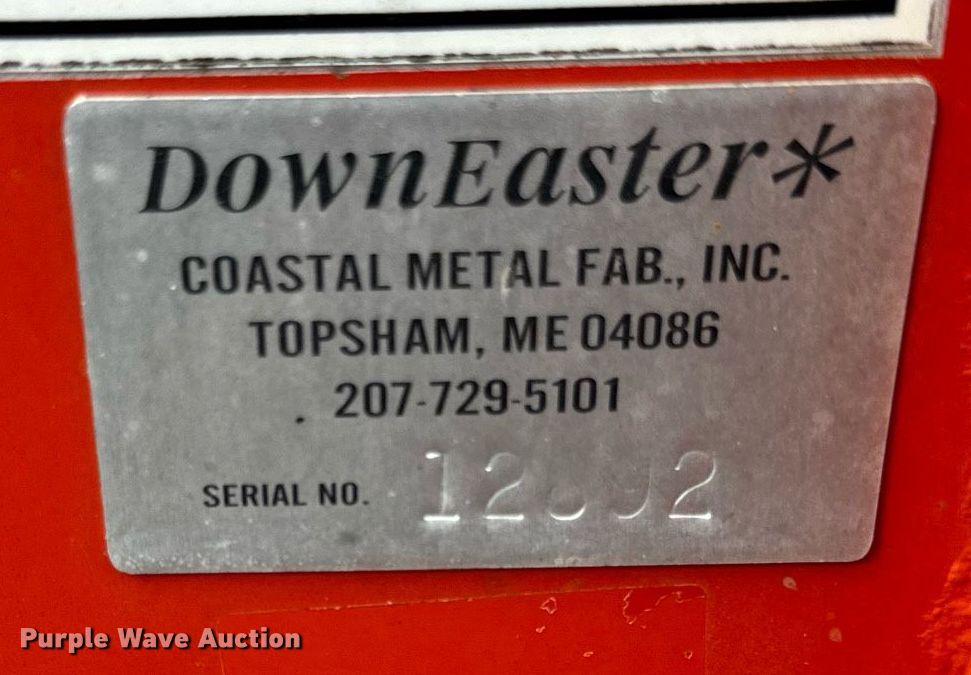 DownEaster*
COASTAL METAL FAB., INC.
TOPSHAM, ME 04086
207-729-5101
SERIAL NO.
Purple Wave Auction